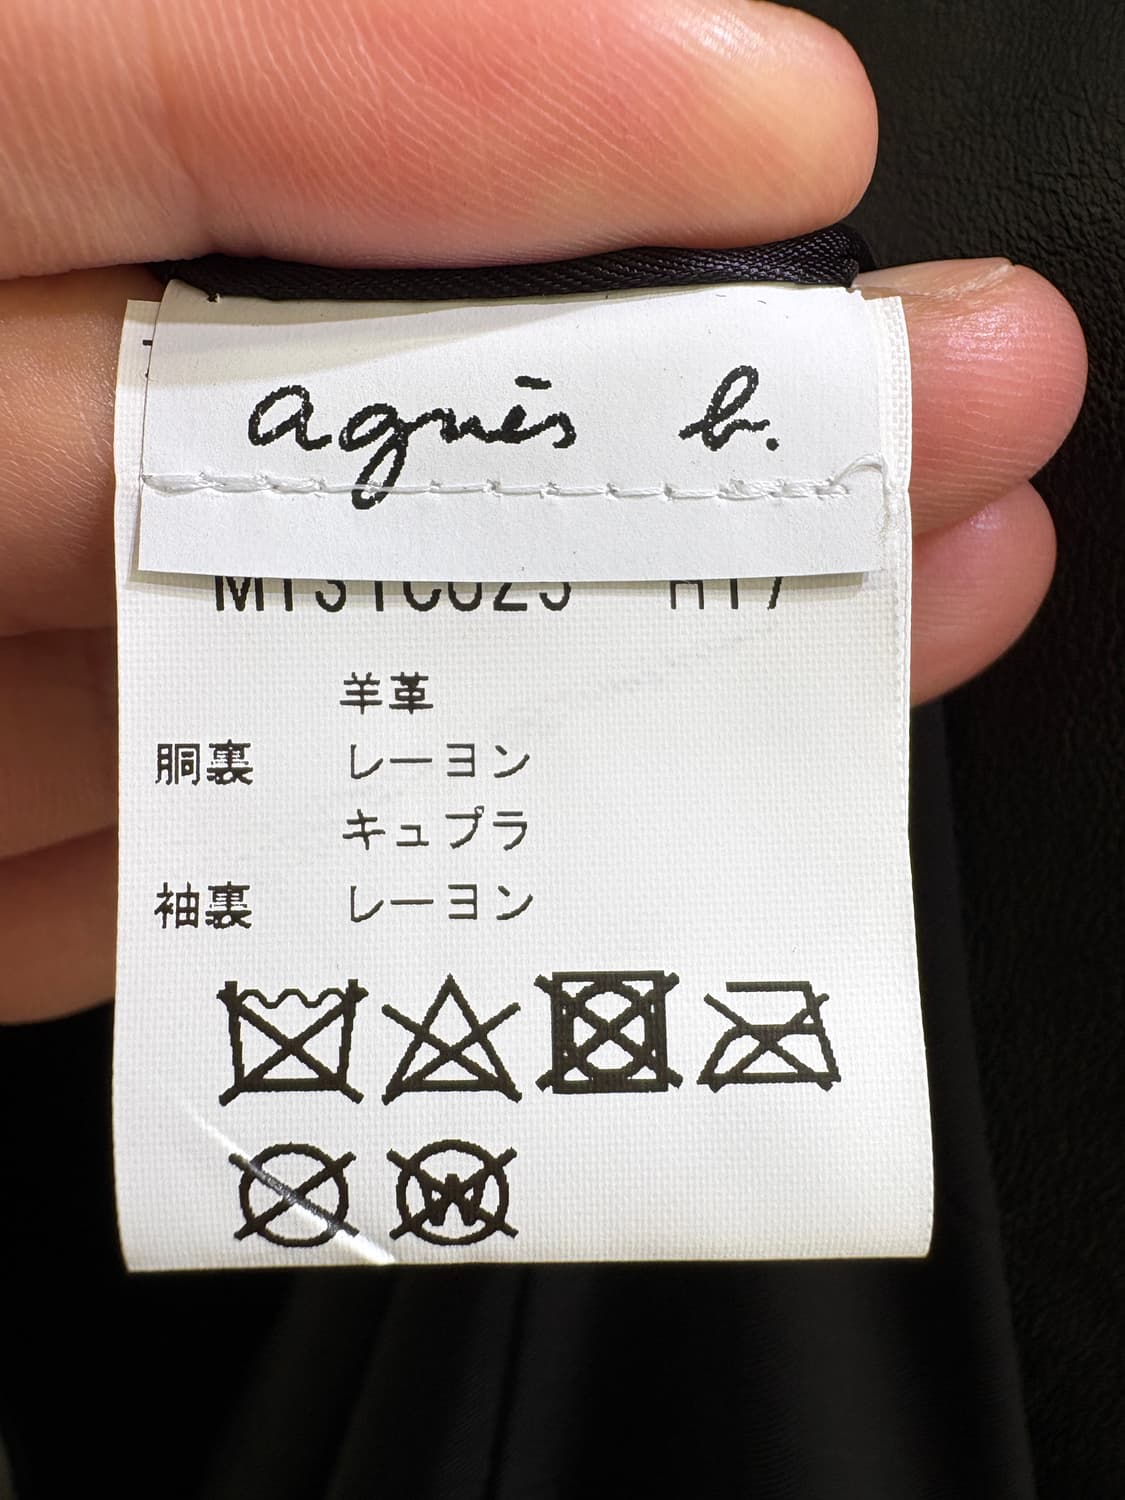 agnès b.
羊革
胴裏 レーヨン
キュプラ
袖裏 レーヨン
W